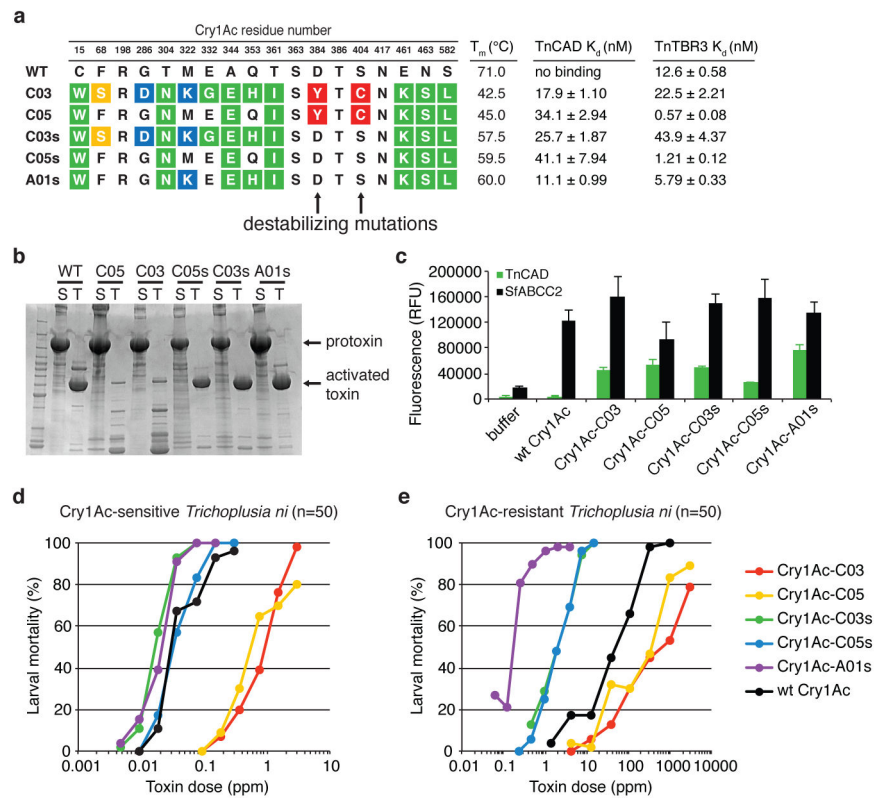 a
Cry1Ac residue number
15 68 198 286 304 322 332 344 353 361 363 384 386 404 417 461 463 582
Tm (°C) TnCAD Kd (nM) TnTBR3 Kd (nM)
WT C F R G T M E A Q T S D T S N E N S 71.0 no binding 12.6 ± 0.58
C03 W S R D N K G E H I S Y T C N K S L 42.5 17.9 ± 1.10 22.5 ± 2.21
C05 W F R G N M E E Q I S Y T C N K S L 45.0 34.1 ± 2.94 0.57 ± 0.08
C03s W S R D N K G E H I S D T S N K S L 57.5 25.7 ± 1.87 43.9 ± 4.37
C05s W F R G N M E E Q I S D T S N K S L 59.5 41.1 ± 7.94 1.21 ± 0.12
A01s W F R G N K E E H I S D T S N K S L 60.0 11.1 ± 0.99 5.79 ± 0.33
destabilizing mutations
b
WT C05 C03 C05s C03s A01s
S T S T S T S T S T S T
protoxin
activated
toxin
c
TnCAD
SfABCC2
Fluorescence (RFU)
200000
160000
120000
80000
40000
0
buffer
wt Cry1Ac
Cry1Ac-C03
Cry1Ac-C05
Cry1Ac-C03s
Cry1Ac-C05s
Cry1Ac-A01s
d
Cry1Ac-sensitive Trichoplusia ni (n=50)
Larval mortality (%)
100
80
60
40
20
0
0.001 0.01 0.1 1 10
Toxin dose (ppm)
e
Cry1Ac-resistant Trichoplusia ni (n=50)
Larval mortality (%)
100
80
60
40
20
0
0.01 0.1 1 10 100 1000 10000
Toxin dose (ppm)
Cry1Ac-C03
Cry1Ac-C05
Cry1Ac-C03s
Cry1Ac-C05s
Cry1Ac-A01s
wt Cry1Ac